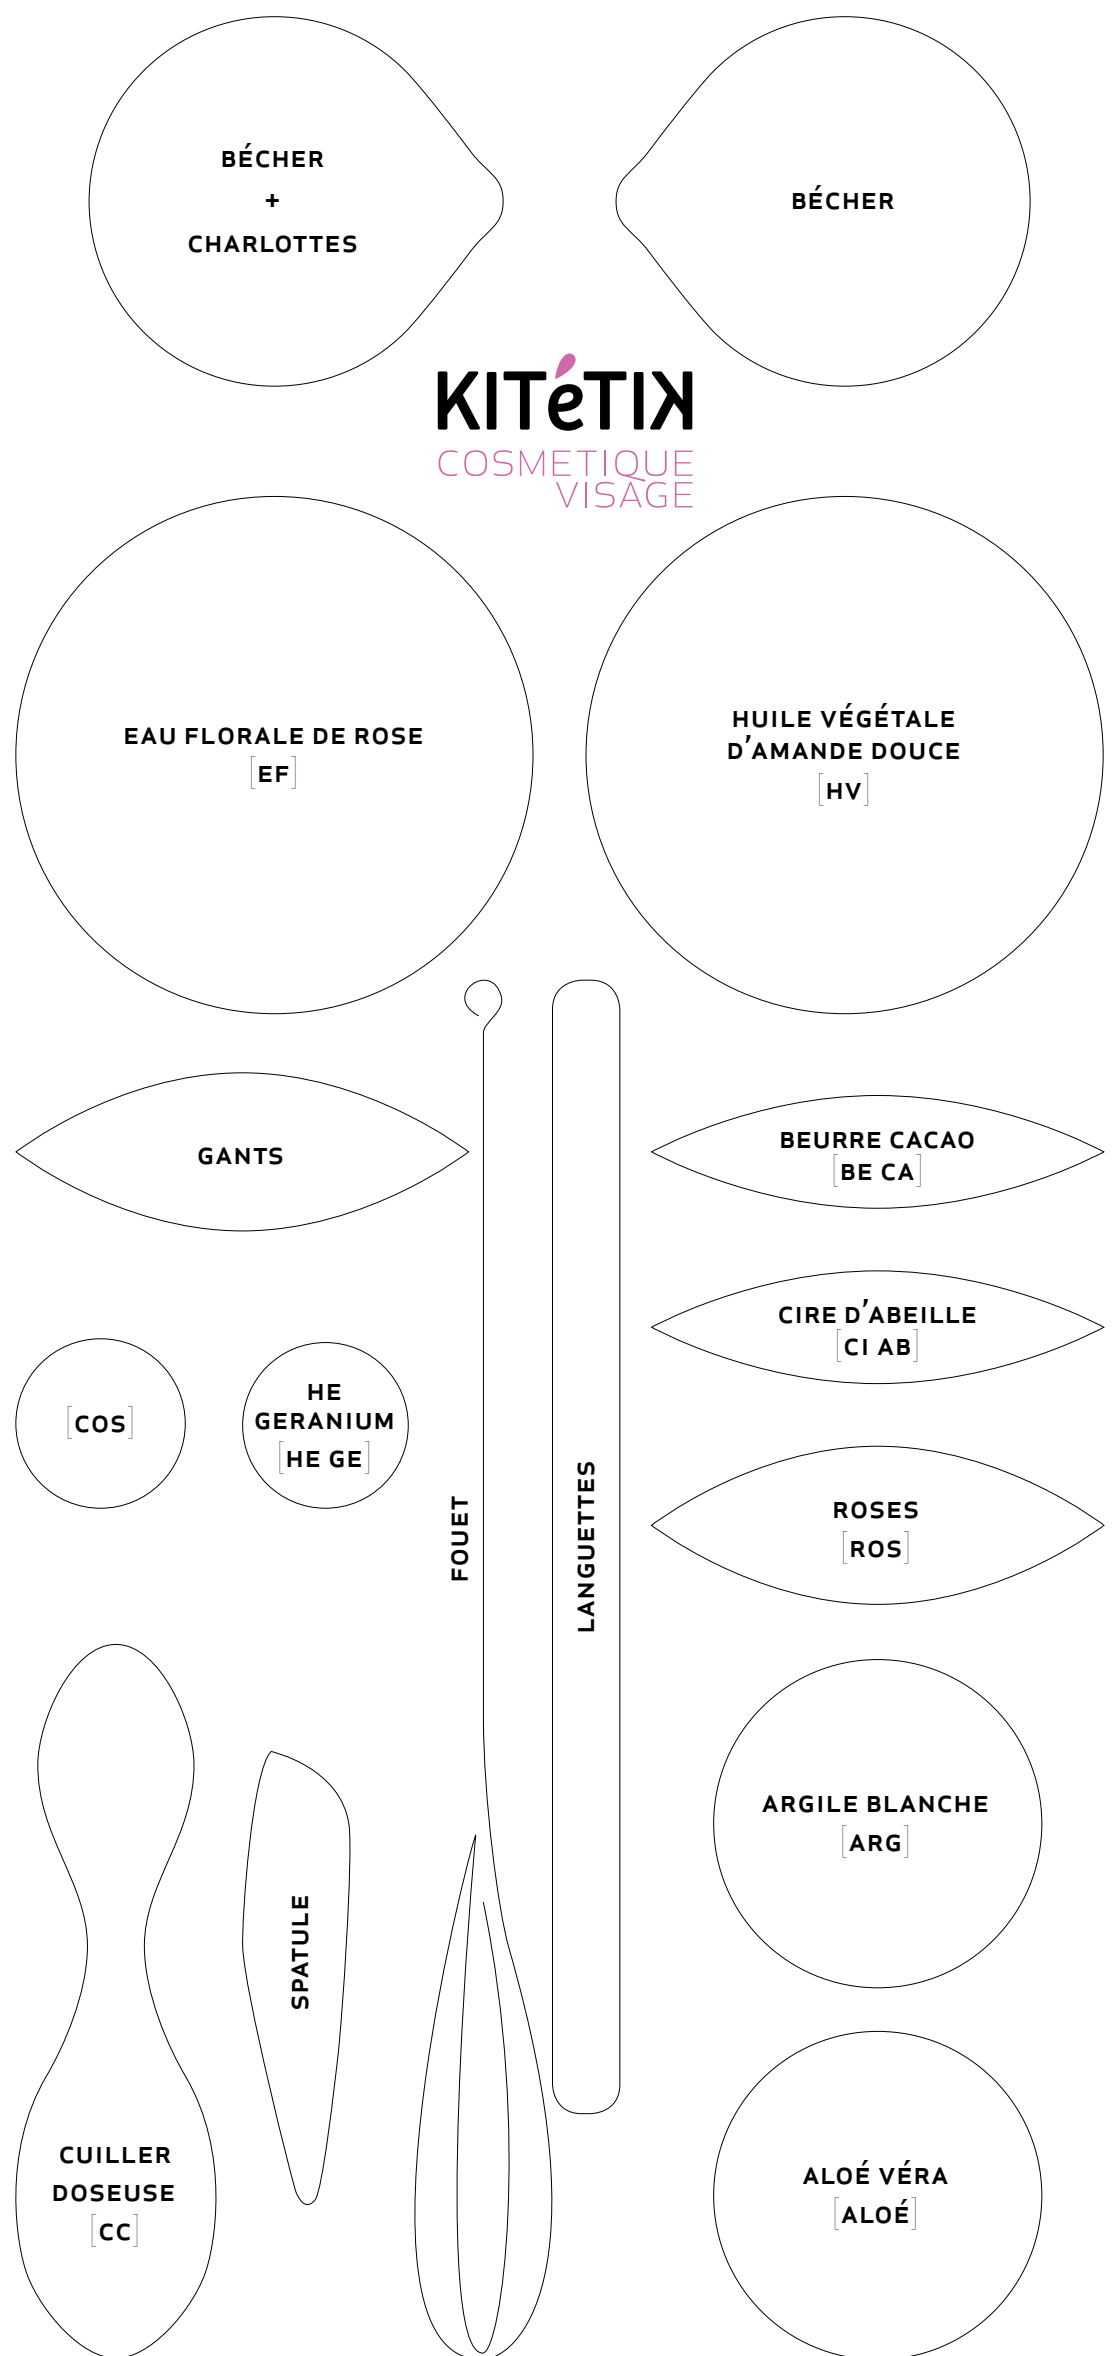 BÉCHER
+
CHARLOTTES
BÉCHER
KITéTIK
COSMETIQUE
VISAGE
EAU FLORALE DE ROSE
[EF]
HUILE VÉGÉTALE
D'AMANDE DOUCE
[HV]
GANTS
BEURRE CACAO
[BE CA]
CIRE D'ABEILLE
[CI AB]
[COS]
HE
GERANIUM
[HE GE]
FOUET
LANGUETTES
ROSES
[ROS]
ARGILE BLANCHE
[ARG]
SPATULE
CUILLER
DOSEUSE
[CC]
ALOÉ VÉRA
[ALOÉ]